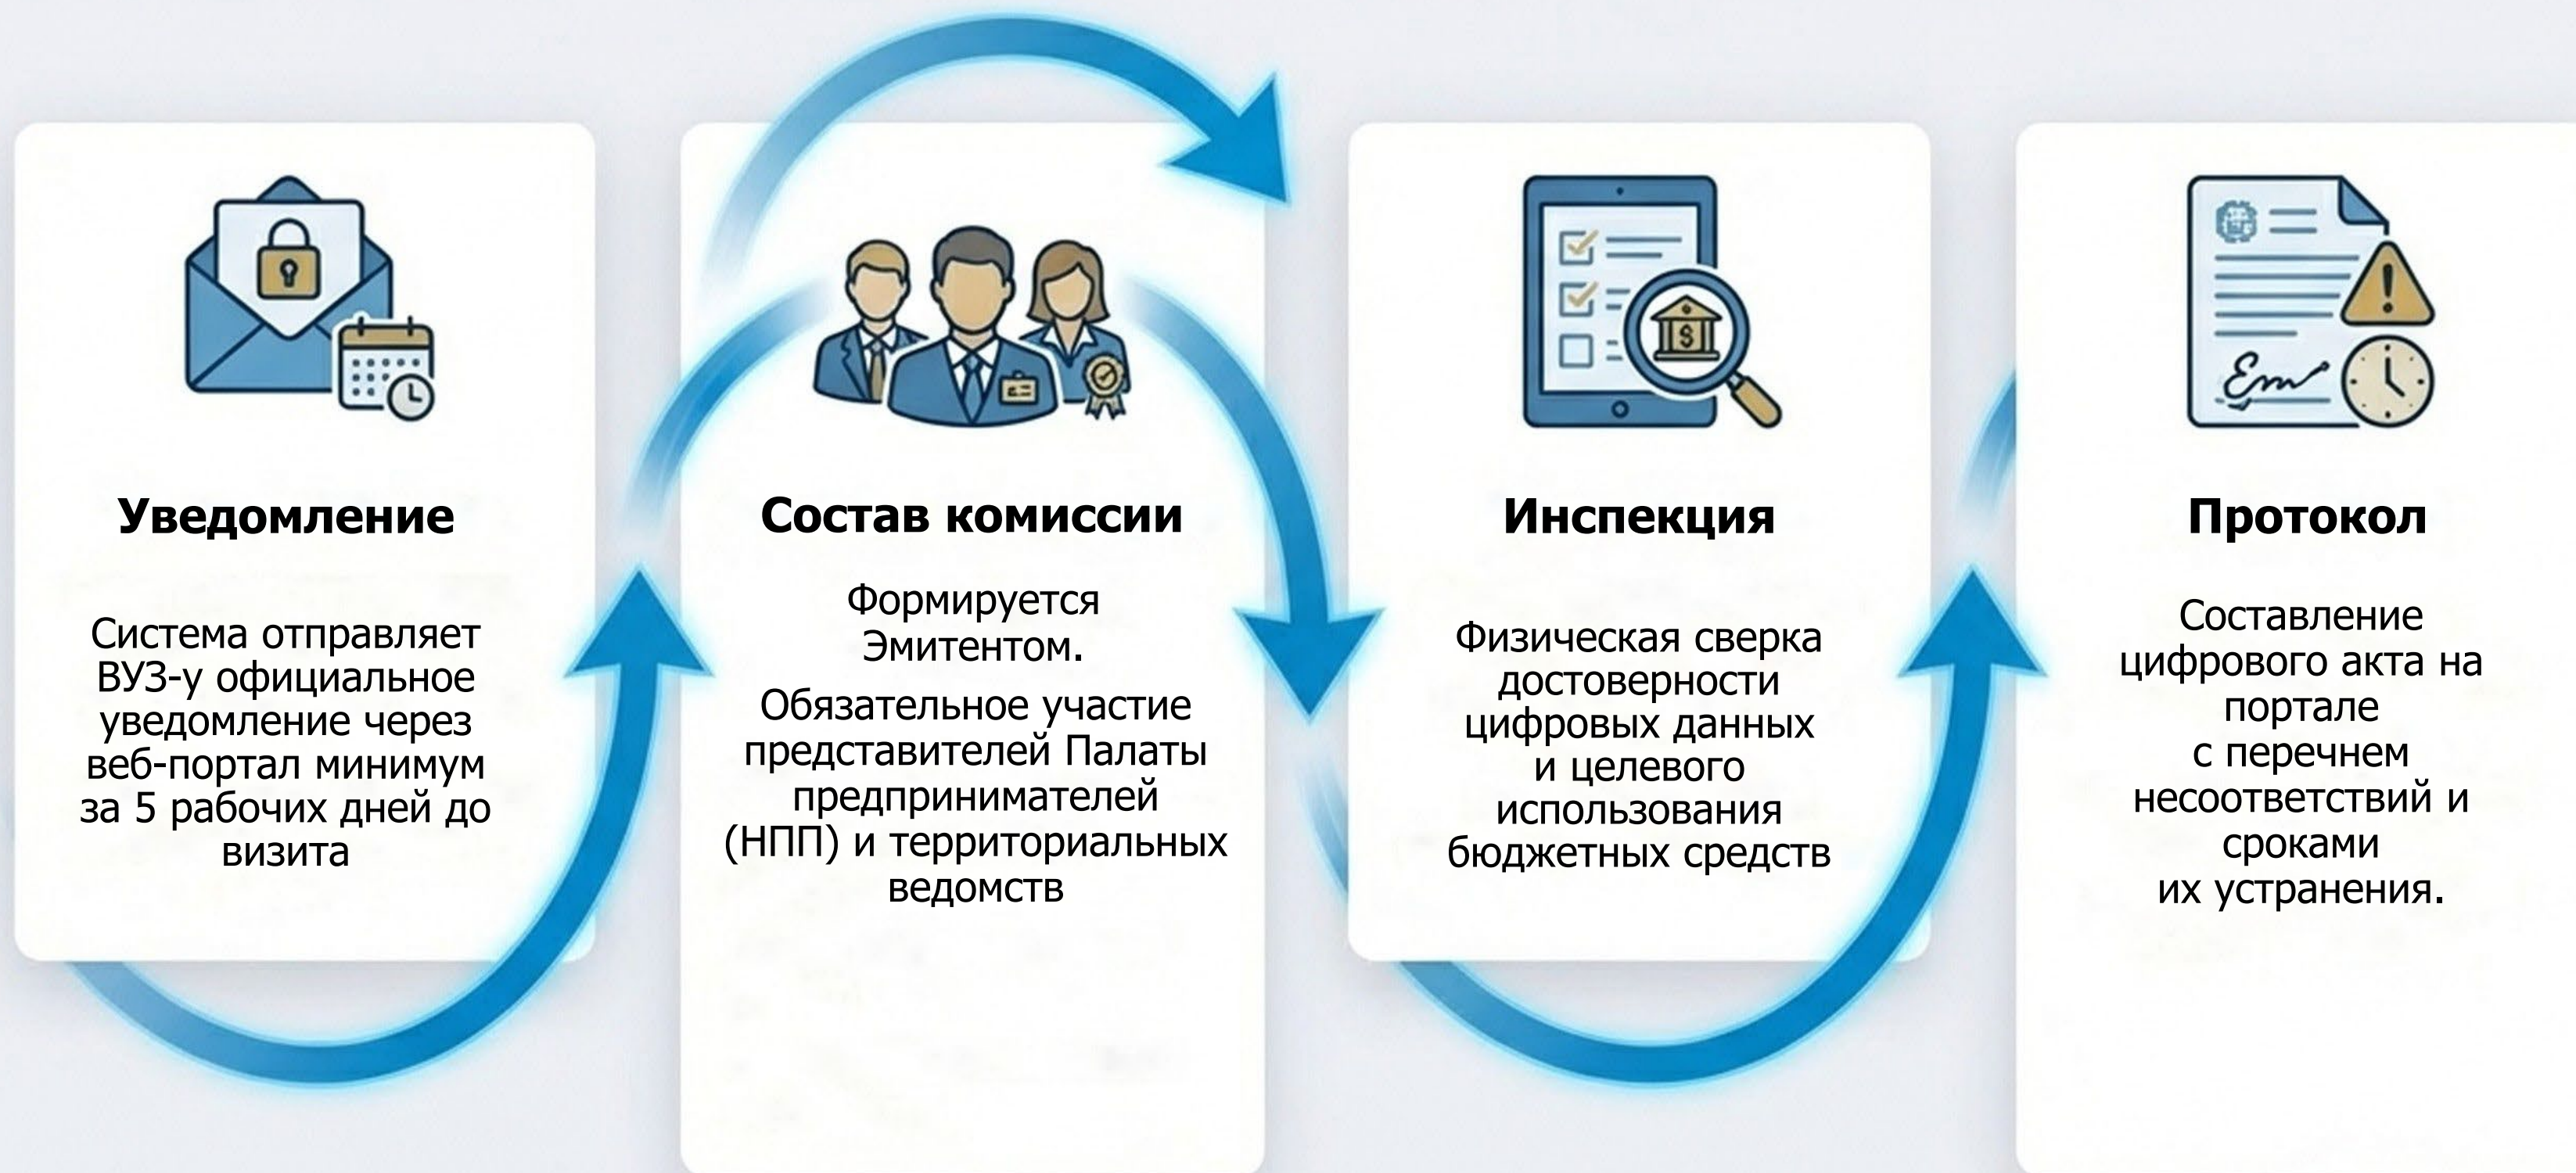 Уведомление
Система отправляет
ВУЗ-у официальное
уведомление через
веб-портал минимум
за 5 рабочих дней до
визита
Состав комиссии
Формируется
Эмитентом.
Обязательное участие
представителей Палаты
предпринимателей
(НПП) и территориальных
ведомств
Инспекция
Физическая сверка
достоверности
цифровых данных
и целевого
использования
бюджетных средств
Протокол
Составление
цифрового акта на
портале
с перечнем
несоответствий и
сроками
их устранения.